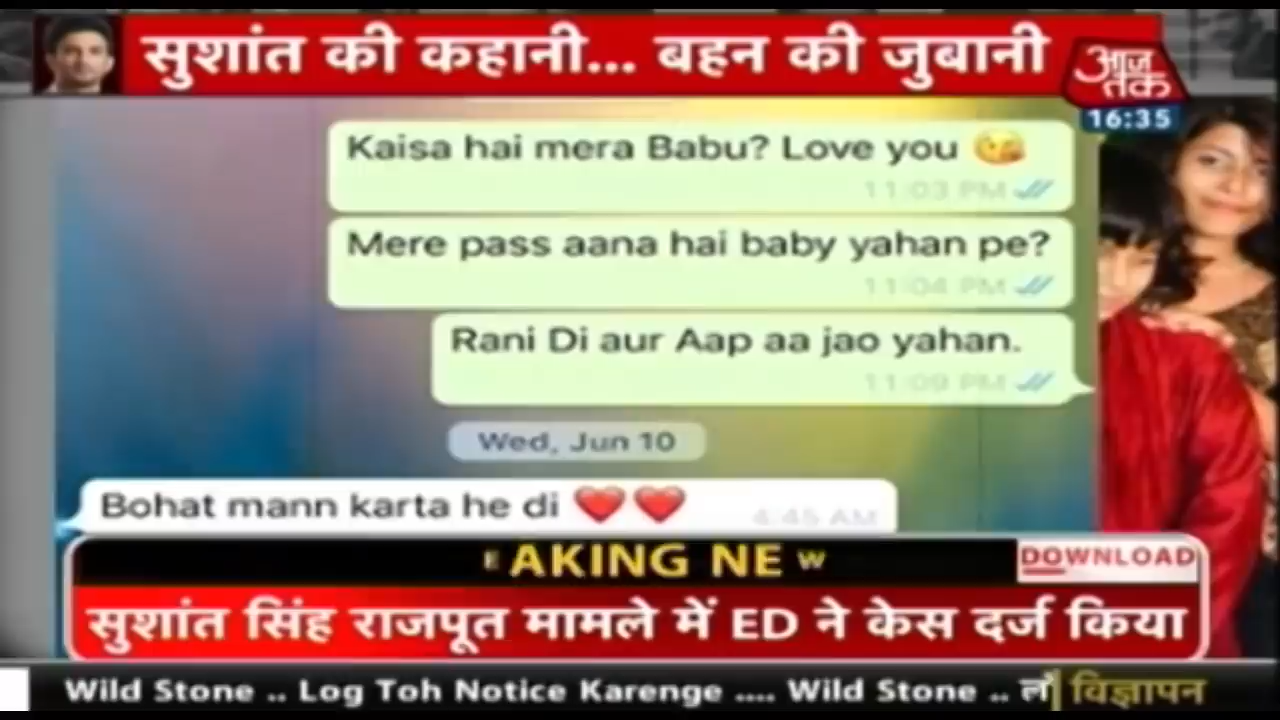 सुशांत की कहानी... बहन की जुबानी
आज तक
16:35
Kaisa hai mera Babu? Love you 😘
11:03 PM
Mere pass aana hai baby yahan pe?
11:04 PM
Rani Di aur Aap aa jao yahan.
11:09 PM
Wed, Jun 10
Bohat mann karta he di ❤️❤️
4:45 AM
E AKING NE W
DOWNLOAD
सुशांत सिंह राजपूत मामले में ED ने केस दर्ज किया
Wild Stone .. Log Toh Notice Karenge .... Wild Stone ..
विज्ञापन